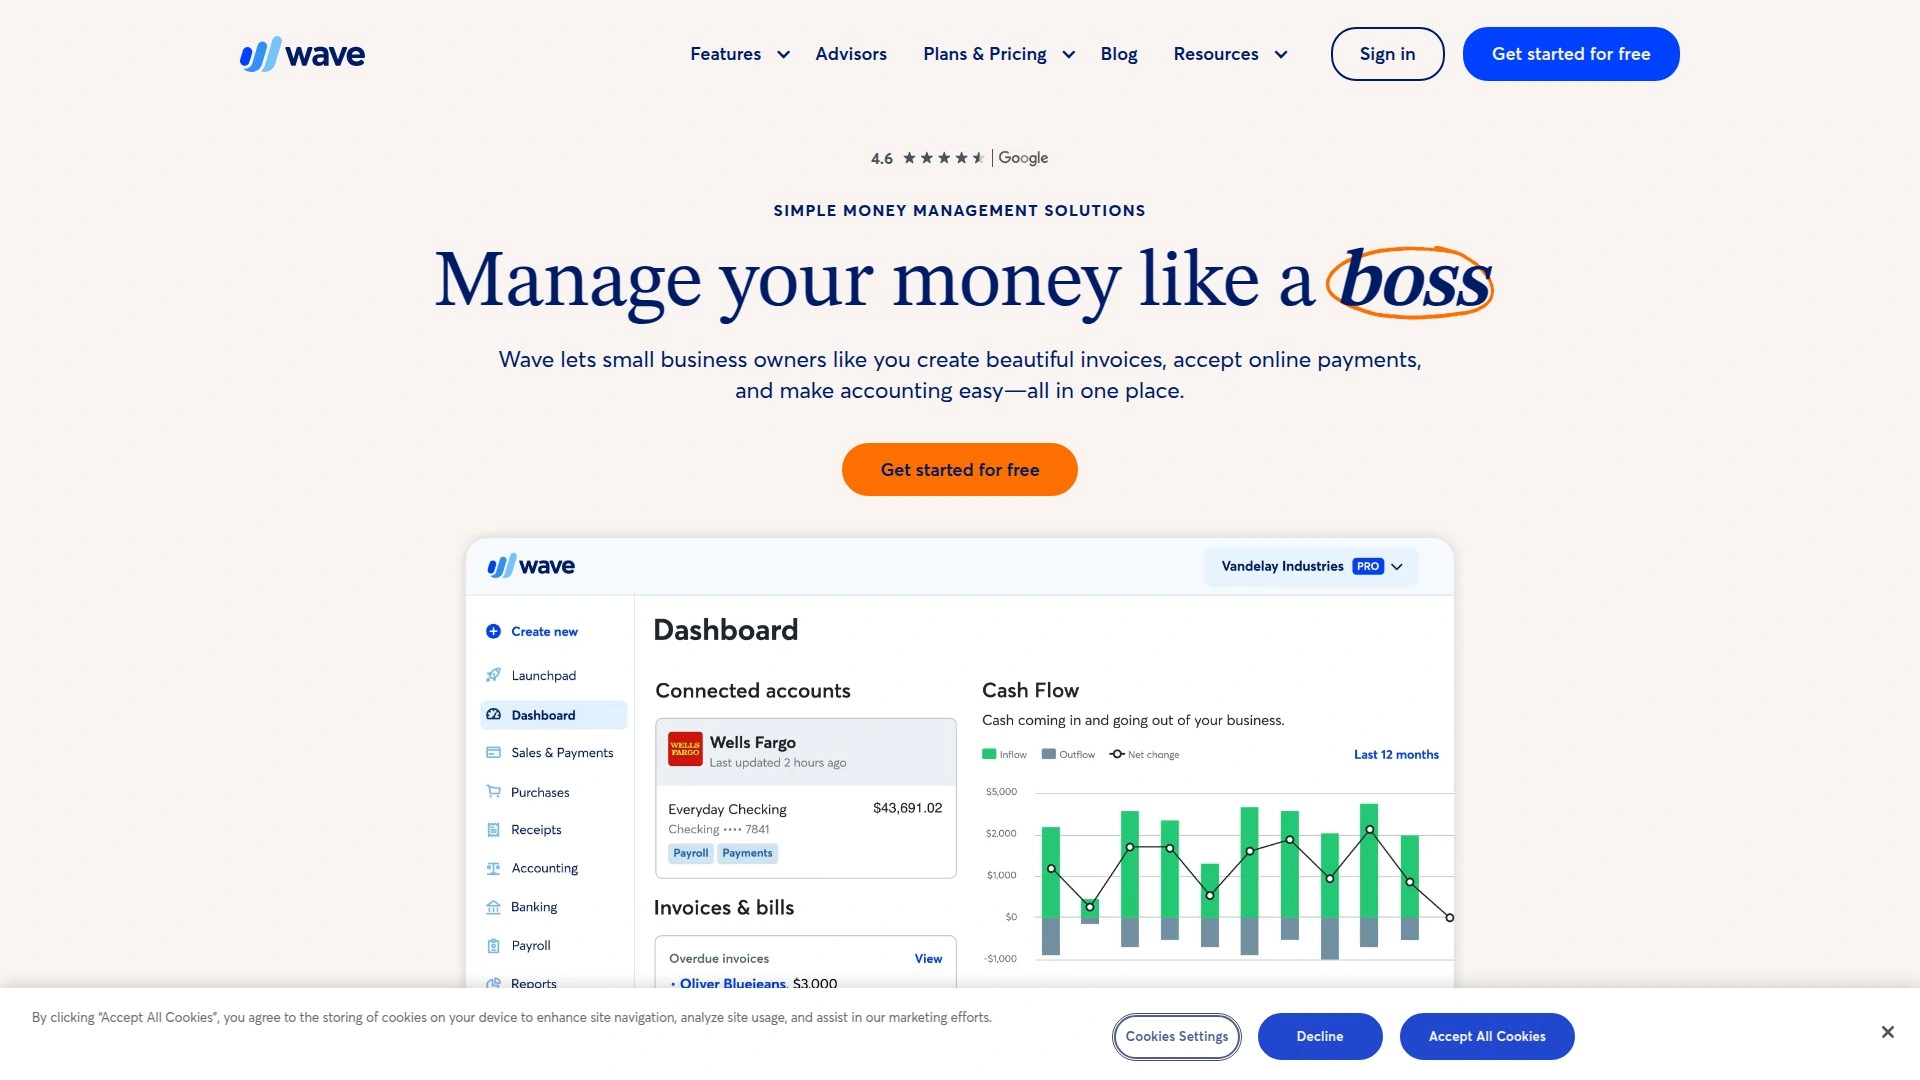 wave
Features Advisors Plans & Pricing Blog Resources Sign in Get started for free
4.6 Google
SIMPLE MONEY MANAGEMENT SOLUTIONS
Manage your money like a boss
Wave lets small business owners like you create beautiful invoices, accept online payments,
and make accounting easy—all in one place.
Get started for free
wave
Vandelay Industries PRO
Create new
Launchpad
Dashboard
Sales & Payments
Purchases
Receipts
Accounting
Banking
Payroll
Reports
Dashboard
Connected accounts
WELLS
FARGO
Wells Fargo
Last updated 2 hours ago
Everyday Checking $43,691.02
Checking •••• 7841
Payroll Payments
Invoices & bills
Overdue invoices View
• Oliver Bluejeans, $3,000
Cash Flow
Cash coming in and going out of your business.
Inflow Outflow Net change Last 12 months
$5,000
$2,000
$1,000
$0
-$1,000
By clicking “Accept All Cookies”, you agree to the storing of cookies on your device to enhance site navigation, analyze site usage, and assist in our marketing efforts.
Cookies Settings Decline Accept All Cookies